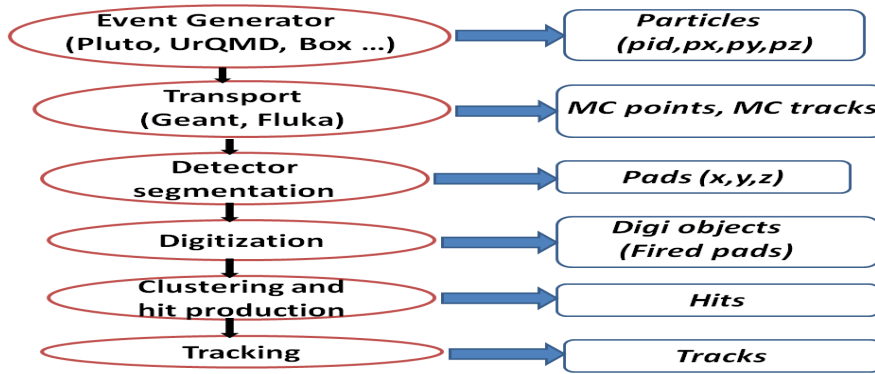 Event Generator
(Pluto, UrQMD, Box ...)
Particles
(pid,px,py,pz)
Transport
(Geant, Fluka)
MC points, MC tracks
Detector
segmentation
Pads (x,y,z)
Digitization
Digi objects
(Fired pads)
Clustering and
hit production
Hits
Tracking
Tracks